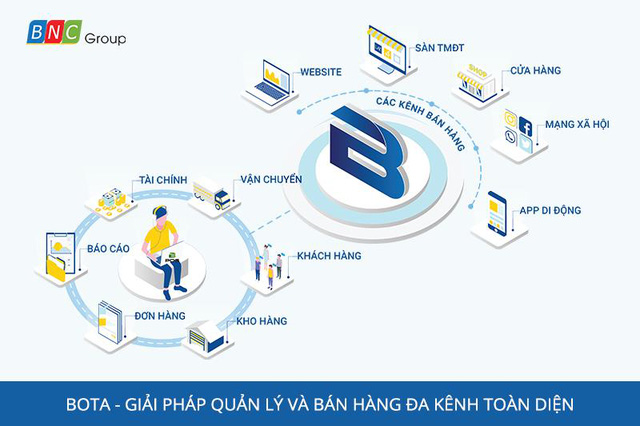 BNC Group
SÀN TMĐT
WEBSITE
CỬA HÀNG
SHOP
CÁC KÊNH BÁN HÀNG
MẠNG XÃ HỘI
TÀI CHÍNH
VẬN CHUYỂN
APP DI ĐỘNG
BÁO CÁO
KHÁCH HÀNG
ĐƠN HÀNG
KHO HÀNG
BOTA - GIẢI PHÁP QUẢN LÝ VÀ BÁN HÀNG ĐA KÊNH TOÀN DIỆN